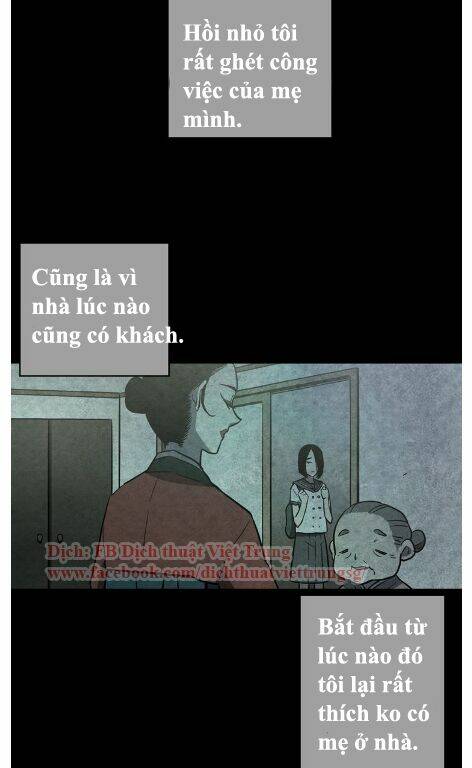 Hồi nhỏ tôi
rất ghét công
việc của mẹ
mình.
Cũng là vì
nhà lúc nào
cũng có khách.
Dịch: FB Dịch thuật Việt Trung
www.facebook.com/dichthuatviettrungsg
Bắt đầu từ
lúc nào đó
tôi lại rất
thích ko có
mẹ ở nhà.